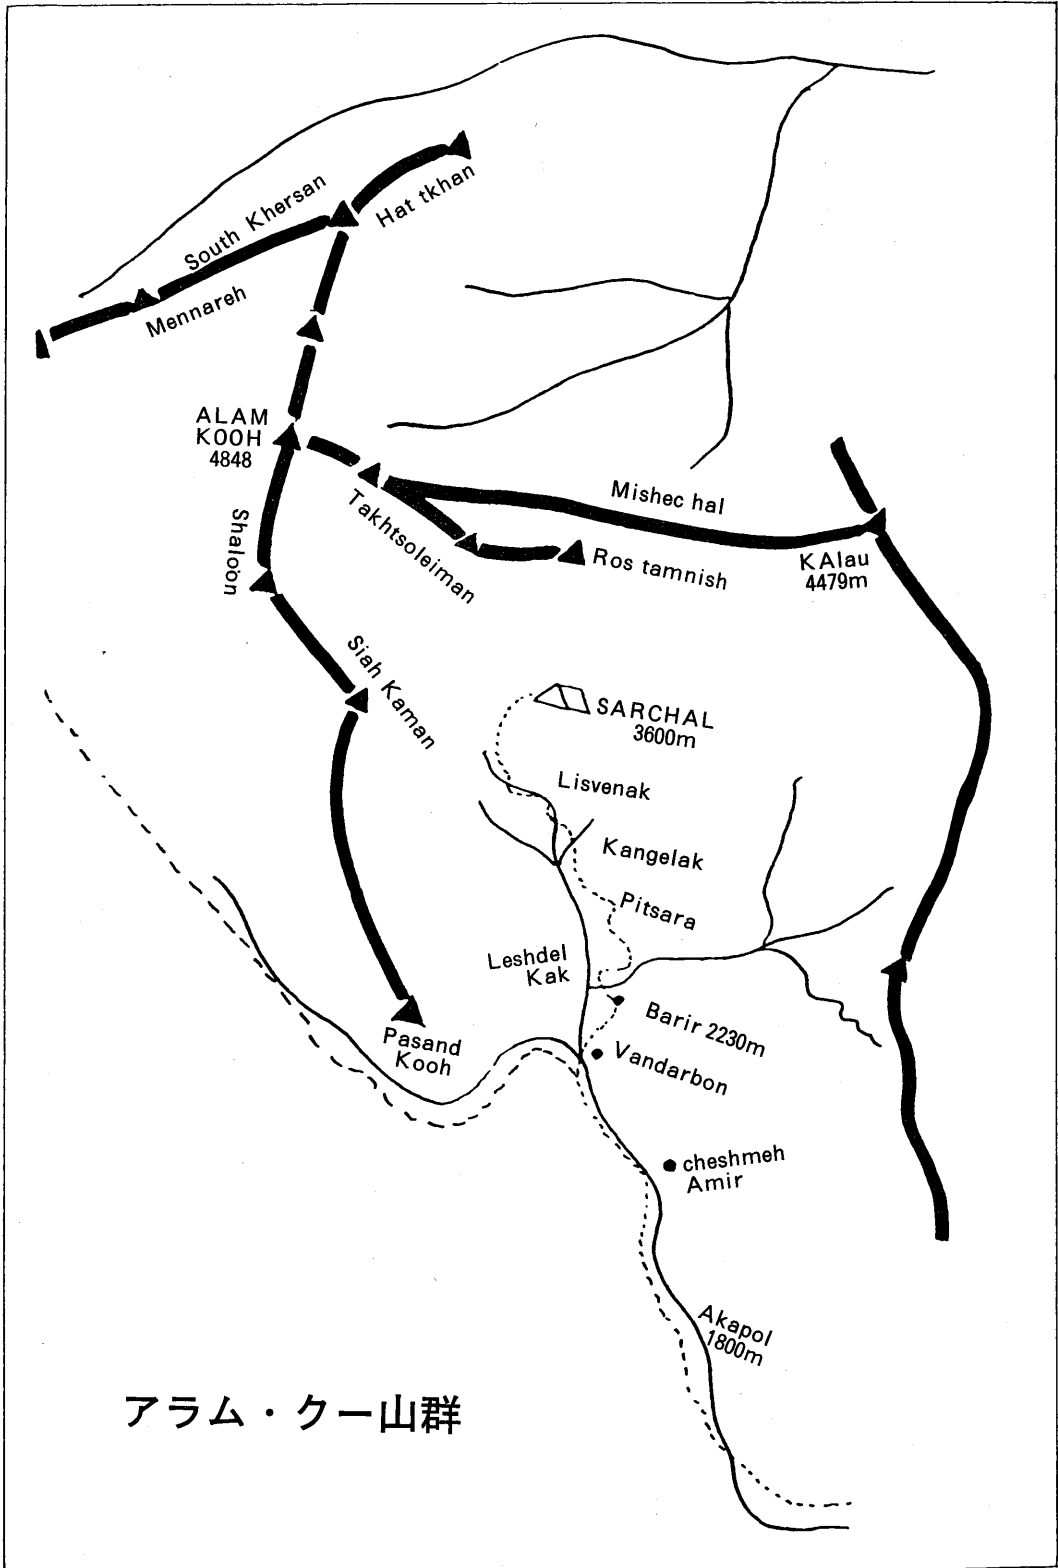 Hat tkhan
South Khersan
Mennareh
ALAM
KOOH
4848
Mishec hal
Takhtsoleiman
Shaloòn
Ros tamnish
KAlau
4479m
Siah Kaman
SARCHAL
3600m
Lisvenak
Kangelak
Pitsara
Leshdel
Kak
Barir 2230m
Pasand
Kooh
Vandarbon
cheshmeh
Amir
Akapol
1800m
アラム・クー山群